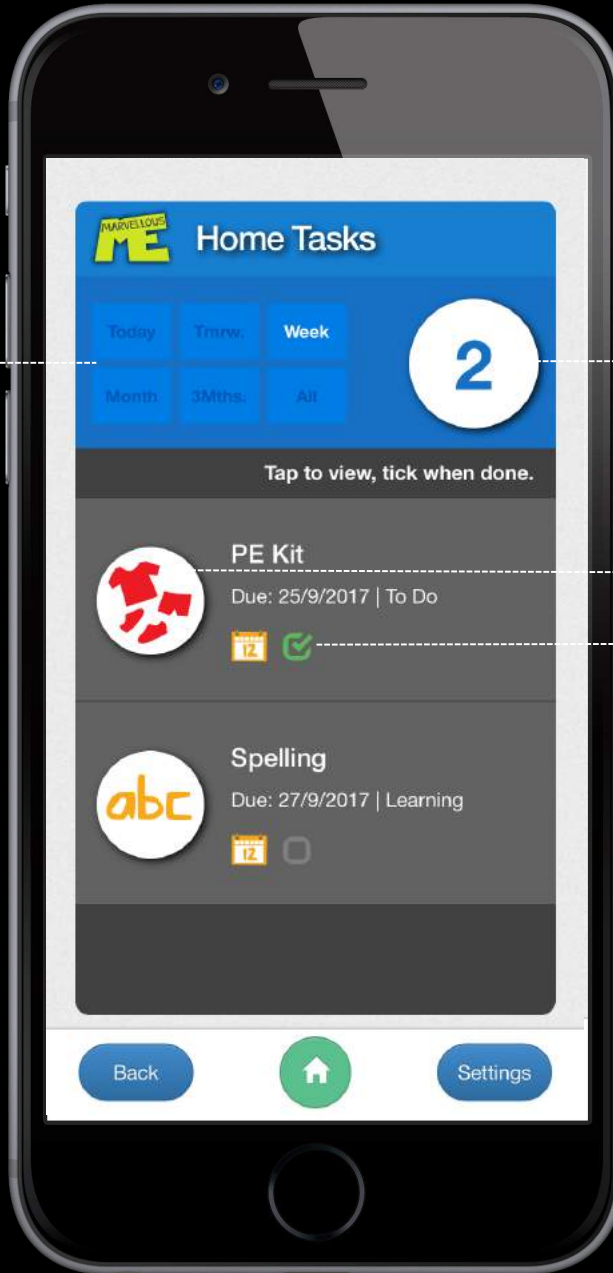 MARVELLOUS
ME
Home Tasks
Today Tmrw. Week
Month 3Mths. All
2
Tap to view, tick when done.
PE Kit
Due: 25/9/2017 | To Do
12
abc
Spelling
Due: 27/9/2017 | Learning
12
Back Settings